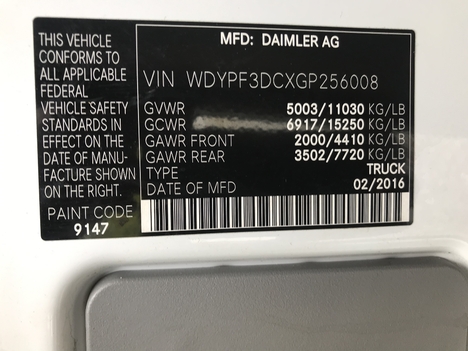 THIS VEHICLE
CONFORMS TO
ALL APPLICABLE
FEDERAL
VEHICLE SAFETY
STANDARDS IN
EFFECT ON THE
DATE OF MANU-
FACTURE SHOWN
ON THE RIGHT.
PAINT CODE
9147
MFD: DAIMLER AG
VIN WDYPF3DCXGP256008
GVWR 5003/11030 KG/LB
GCWR 6917/15250 KG/LB
GAWR FRONT 2000/4410 KG/LB
GAWR REAR 3502/7720 KG/LB
TYPE TRUCK
DATE OF MFD 02/2016